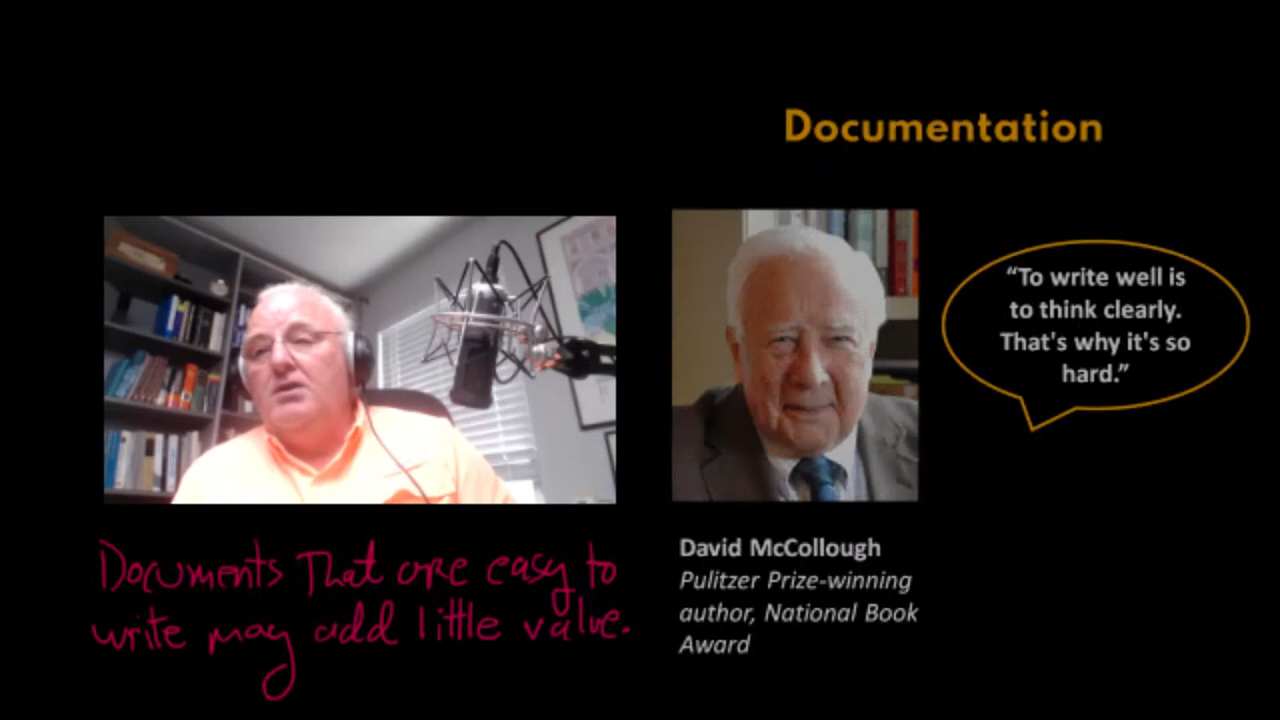 Documentation
“To write well is
to think clearly.
That's why it's so
hard.”
David McCollough
Pulitzer Prize-winning
author, National Book
Award
Documents That are easy to
write may add little value.